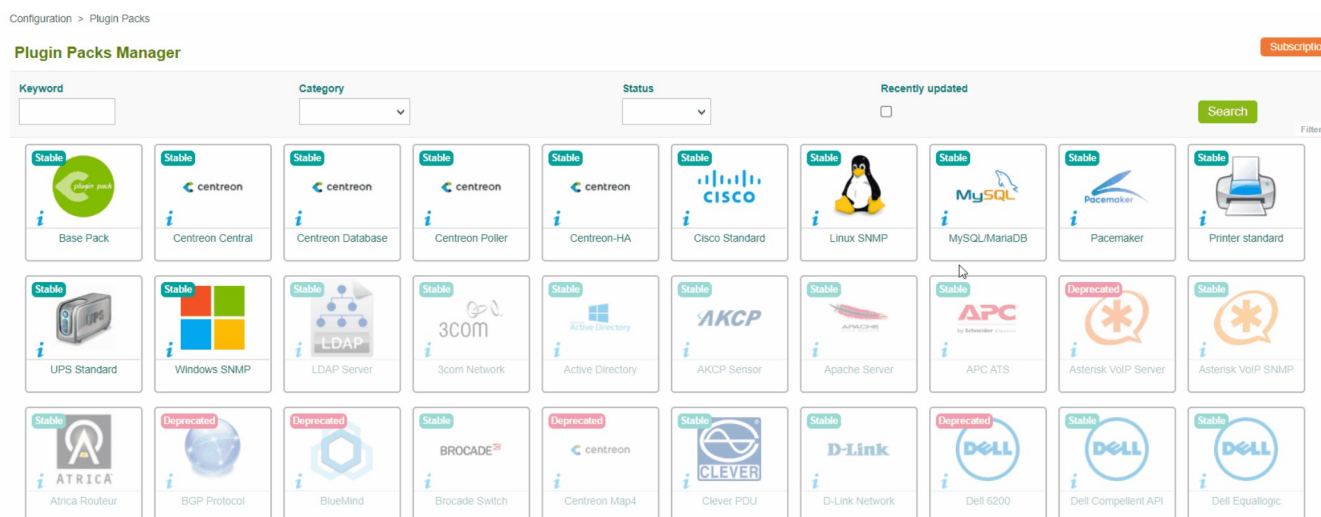 Configuration > Plugin Packs
Plugin Packs Manager
Subscriptio
Keyword Category Status Recently updated
Search
Filter
Stable Stable Stable Stable Stable Stable Stable Stable Stable Stable
plugin pack centreon centreon centreon centreon CISCO MySQL Pacemaker
Base Pack Centreon Central Centreon Database Centreon Poller Centreon-HA Cisco Standard Linux SNMP MySQL/MariaDB Pacemaker Printer standard
Stable Stable Stable Stable Stable Stable Stable Stable Deprecated Stable
UPS LDAP 3COM Active Directory AKCP APACHE APC by Schneider Electric
UPS Standard Windows SNMP LDAP Server 3com Network Active Directory AKCP Sensor Apache Server APC ATS Asterisk VoIP Server Asterisk VoIP SNMP
Stable Deprecated Deprecated Stable Deprecated Stable Stable Deprecated Stable Stable
ATRICA BROCADE centreon CLEVER D-Link DELL DELL DELL
Atrica Routeur BGP Protocol BlueMind Brocade Switch Centreon Map4 Clever PDU D-Link Network Dell 6200 Dell Compellent API Dell Equallogic